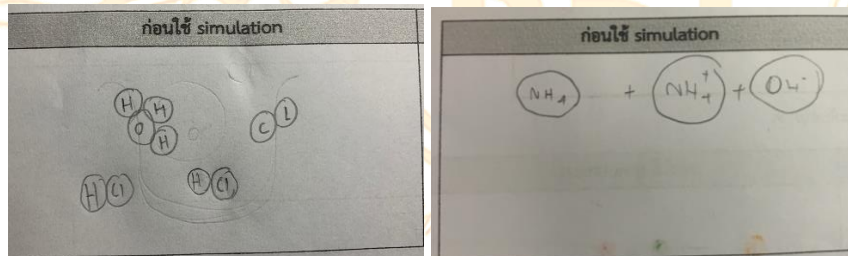 ก่อนใช้ simulation
H H
O H
C L
H Cl
H Cl
ก่อนใช้ simulation
NH4 + NH4+ + OH-